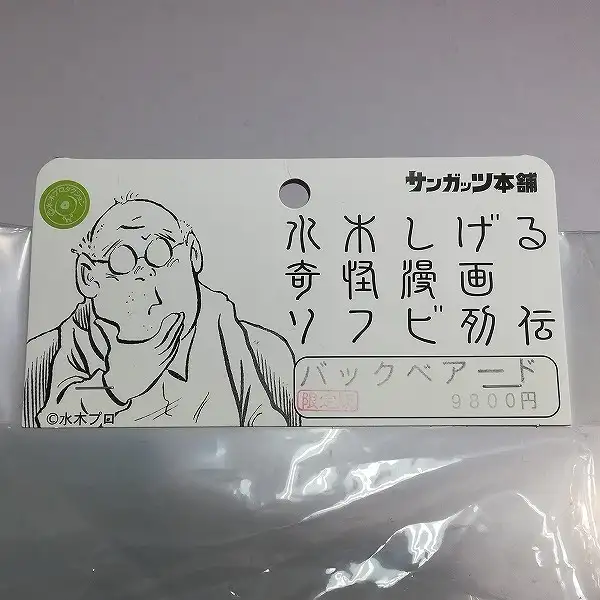 サンガッツ本舗
水木しげる
奇怪漫画
ソフビ列伝
バックベアード
限定版
9800円
©水木プロ